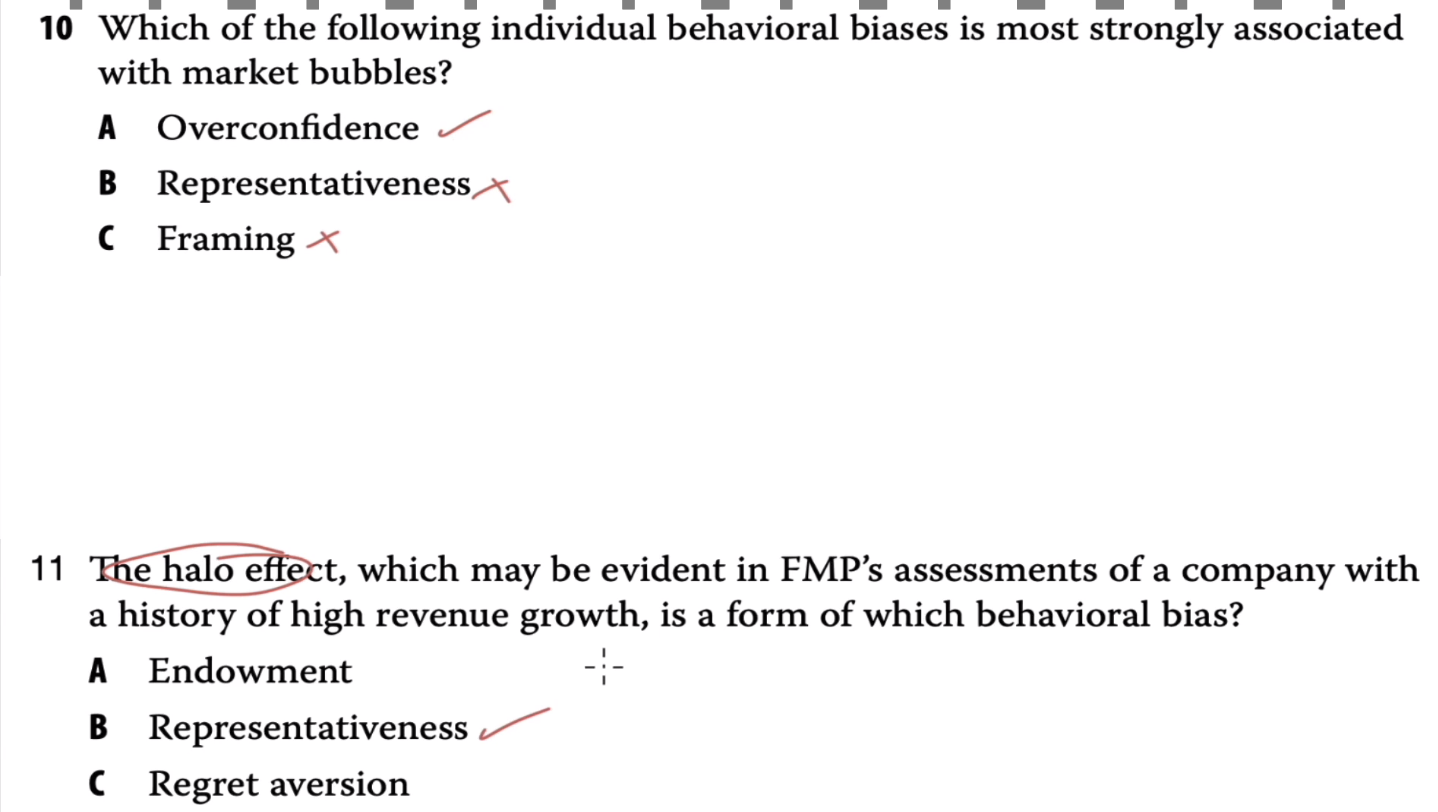 10 Which of the following individual behavioral biases is most strongly associated
with market bubbles?
A Overconfidence
B Representativeness
C Framing
11 The halo effect, which may be evident in FMP’s assessments of a company with
a history of high revenue growth, is a form of which behavioral bias?
A Endowment
B Representativeness
C Regret aversion